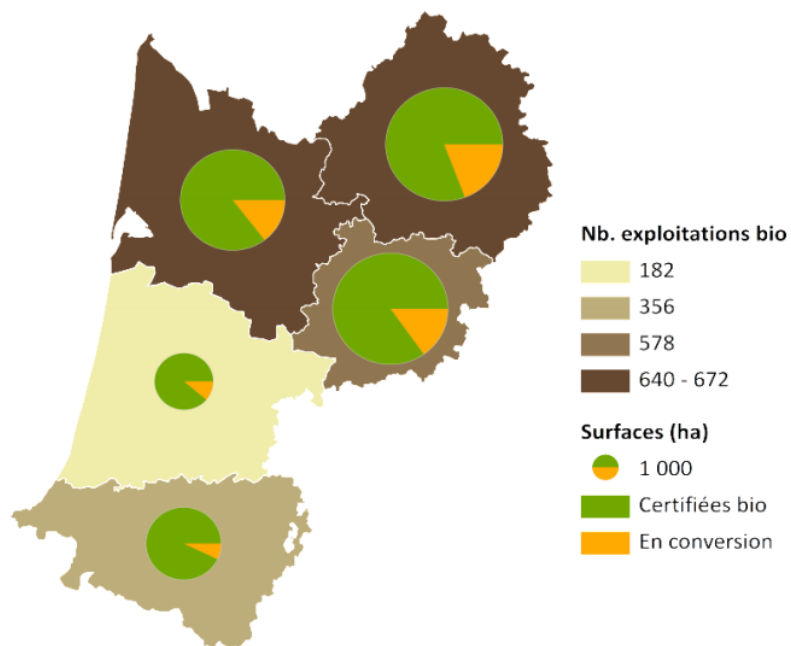 Nb. exploitations bio
182
356
578
640 - 672
Surfaces (ha)
1 000
Certifiées bio
En conversion